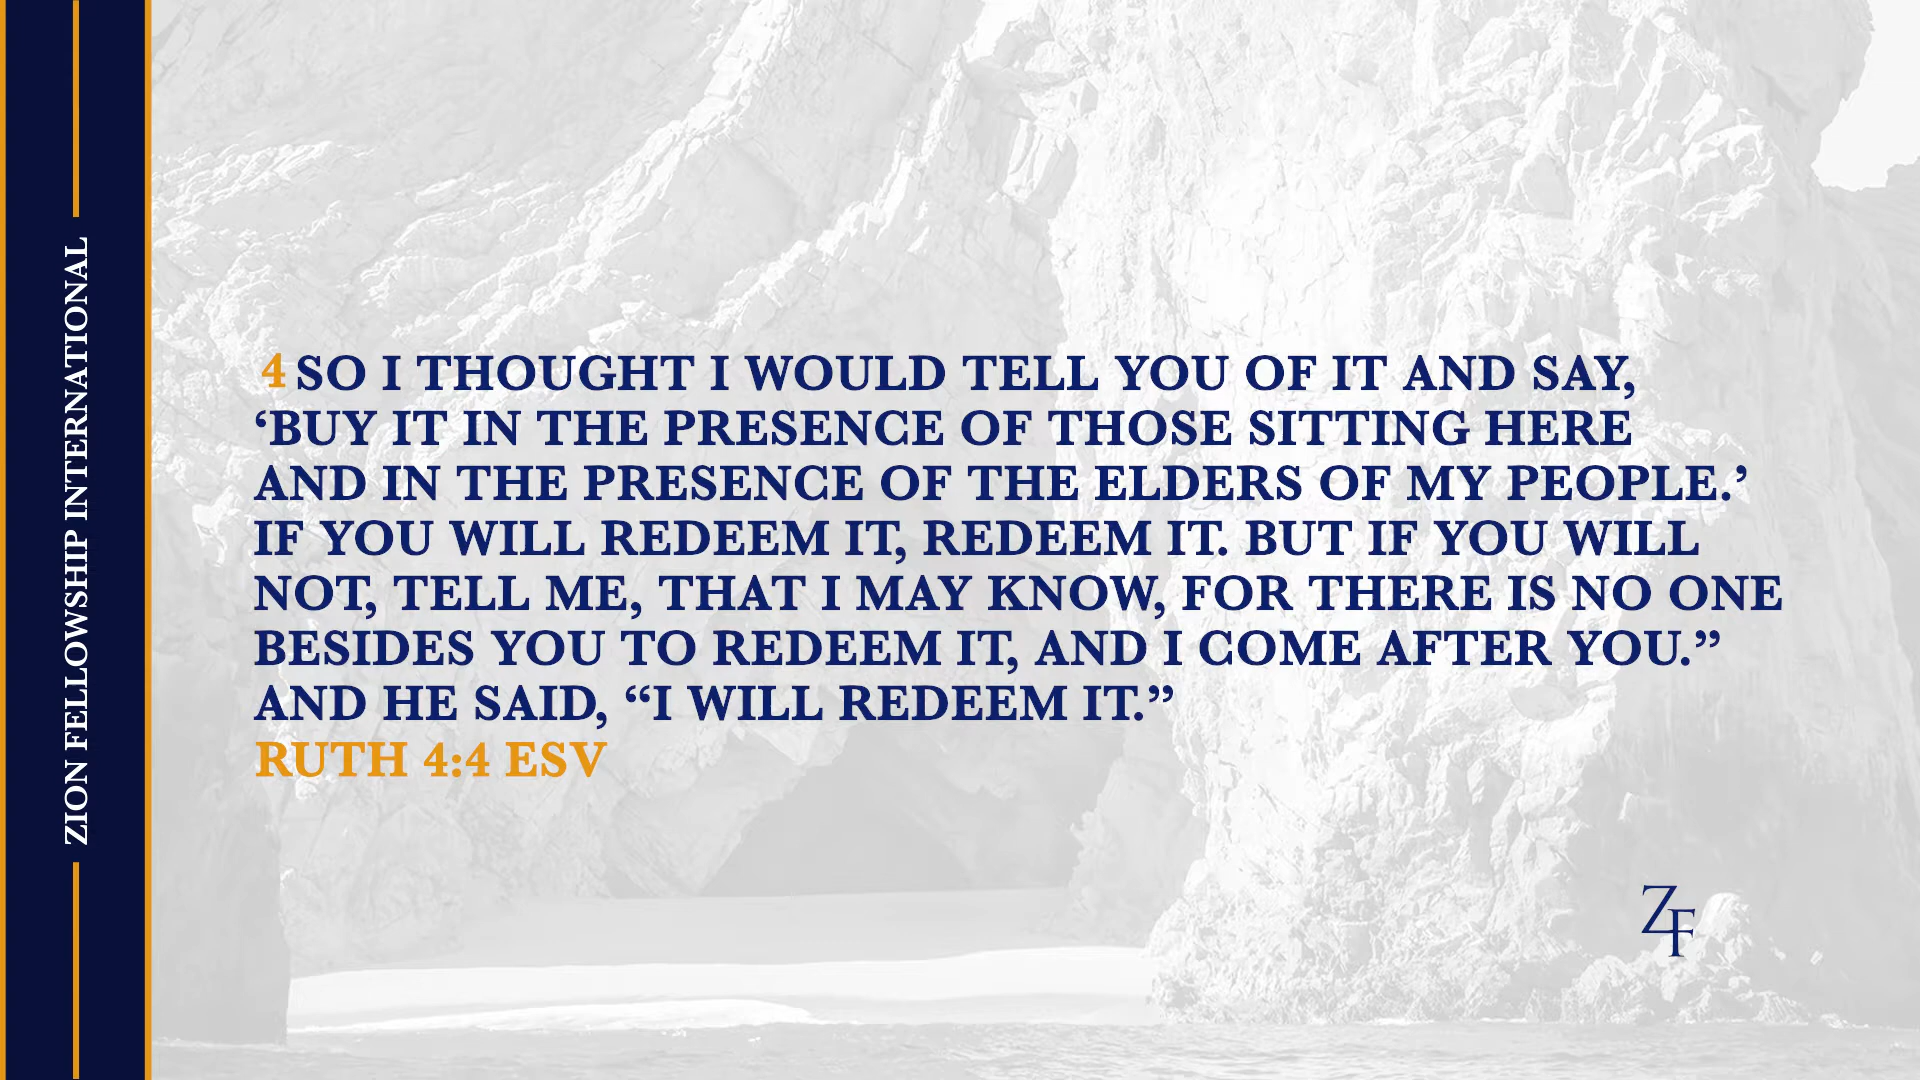 ZION FELLOWSHIP INTERNATIONAL
4 SO I THOUGHT I WOULD TELL YOU OF IT AND SAY,
‘BUY IT IN THE PRESENCE OF THOSE SITTING HERE
AND IN THE PRESENCE OF THE ELDERS OF MY PEOPLE.’
IF YOU WILL REDEEM IT, REDEEM IT. BUT IF YOU WILL
NOT, TELL ME, THAT I MAY KNOW, FOR THERE IS NO ONE
BESIDES YOU TO REDEEM IT, AND I COME AFTER YOU.”
AND HE SAID, “I WILL REDEEM IT.”
RUTH 4:4 ESV
ZF